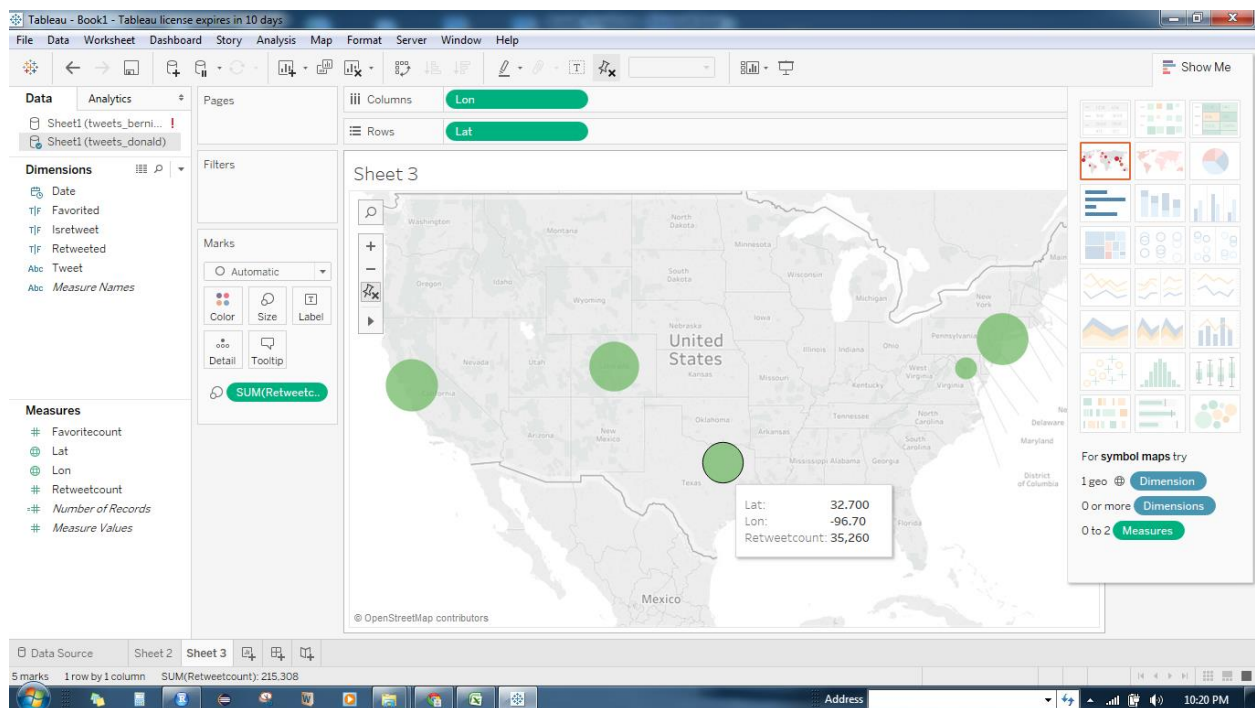 Tableau - Book1 - Tableau license expires in 10 days
File Data Worksheet Dashboard Story Analysis Map Format Server Window Help
Show Me
Data Analytics
Sheet1 (tweets_berni... !
Sheet1 (tweets_donald)
Dimensions
Date
T|F Favorited
T|F Isretweet
T|F Retweeted
Abc Tweet
Abc Measure Names
Measures
# Favoritecount
Lat
Lon
# Retweetcount
=# Number of Records
# Measure Values
Pages
Filters
Marks
Automatic
Color Size Label
Detail Tooltip
SUM(Retweetc..
iii Columns Lon
Rows Lat
Sheet 3
Washington
Montana
North
Dakota
Minnesota
Main
Oregon
Idaho
South
Dakota
Wisconsin
Wyoming
Michigan
New
York
Iowa
Nebraska
Pennsylvania
United
States
Nevada
Utah
Illinois
Indiana
Ohio
Kansas
Missouri
West
Virginia
Virginia
Kentucky
California
Oklahoma
Tennessee
North
Carolina
Delaware
Arizona
New
Mexico
Arkansas
South
Carolina
Maryland
Mississippi
Alabama
Georgia
Texas
District
of Columbia
Florida
Lat: 32.700
Lon: -96.70
Retweetcount: 35,260
Mexico
© OpenStreetMap contributors
For symbol maps try
1 geo Dimension
0 or more Dimensions
0 to 2 Measures
Data Source Sheet 2 Sheet 3
5 marks 1 row by 1 column SUM(Retweetcount): 215,308
Address
10:20 PM